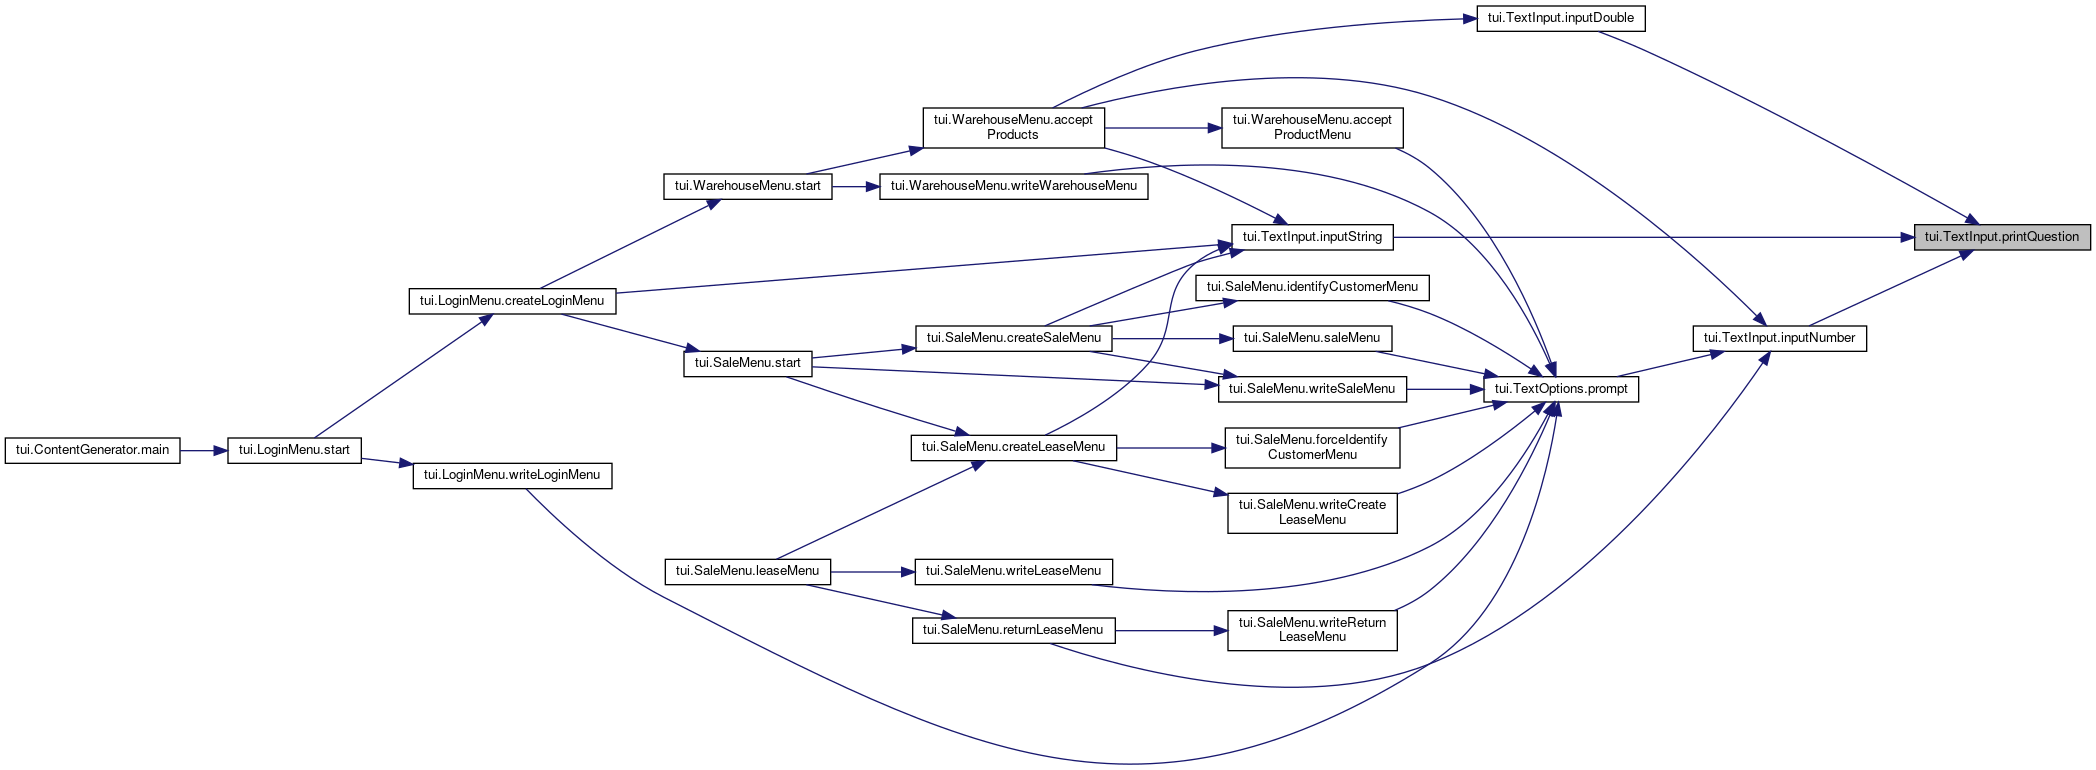 tui.TextInput.inputDouble
tui.WarehouseMenu.accept
Products
tui.WarehouseMenu.accept
ProductMenu
tui.WarehouseMenu.start
tui.WarehouseMenu.writeWarehouseMenu
tui.TextInput.inputString
tui.TextInput.printQuestion
tui.LoginMenu.createLoginMenu
tui.SaleMenu.identifyCustomerMenu
tui.SaleMenu.createSaleMenu
tui.SaleMenu.saleMenu
tui.TextInput.inputNumber
tui.SaleMenu.start
tui.SaleMenu.writeSaleMenu
tui.TextOptions.prompt
tui.ContentGenerator.main
tui.LoginMenu.start
tui.SaleMenu.createLeaseMenu
tui.SaleMenu.forceIdentify
CustomerMenu
tui.LoginMenu.writeLoginMenu
tui.SaleMenu.writeCreate
LeaseMenu
tui.SaleMenu.leaseMenu
tui.SaleMenu.writeLeaseMenu
tui.SaleMenu.returnLeaseMenu
tui.SaleMenu.writeReturn
LeaseMenu